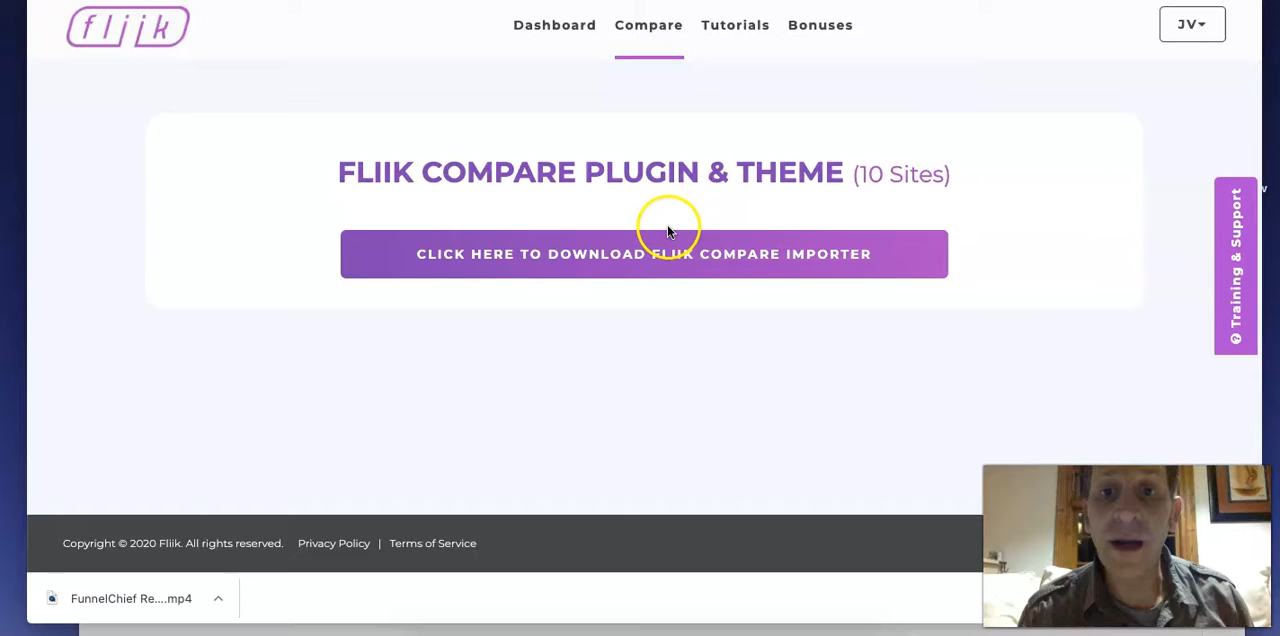 fliik
Dashboard Compare Tutorials Bonuses
JV
FLIIK COMPARE PLUGIN & THEME (10 Sites)
CLICK HERE TO DOWNLOAD FLIIK COMPARE IMPORTER
Training & Support
Copyright © 2020 Fliik. All rights reserved. Privacy Policy | Terms of Service
FunnelChief Re....mp4